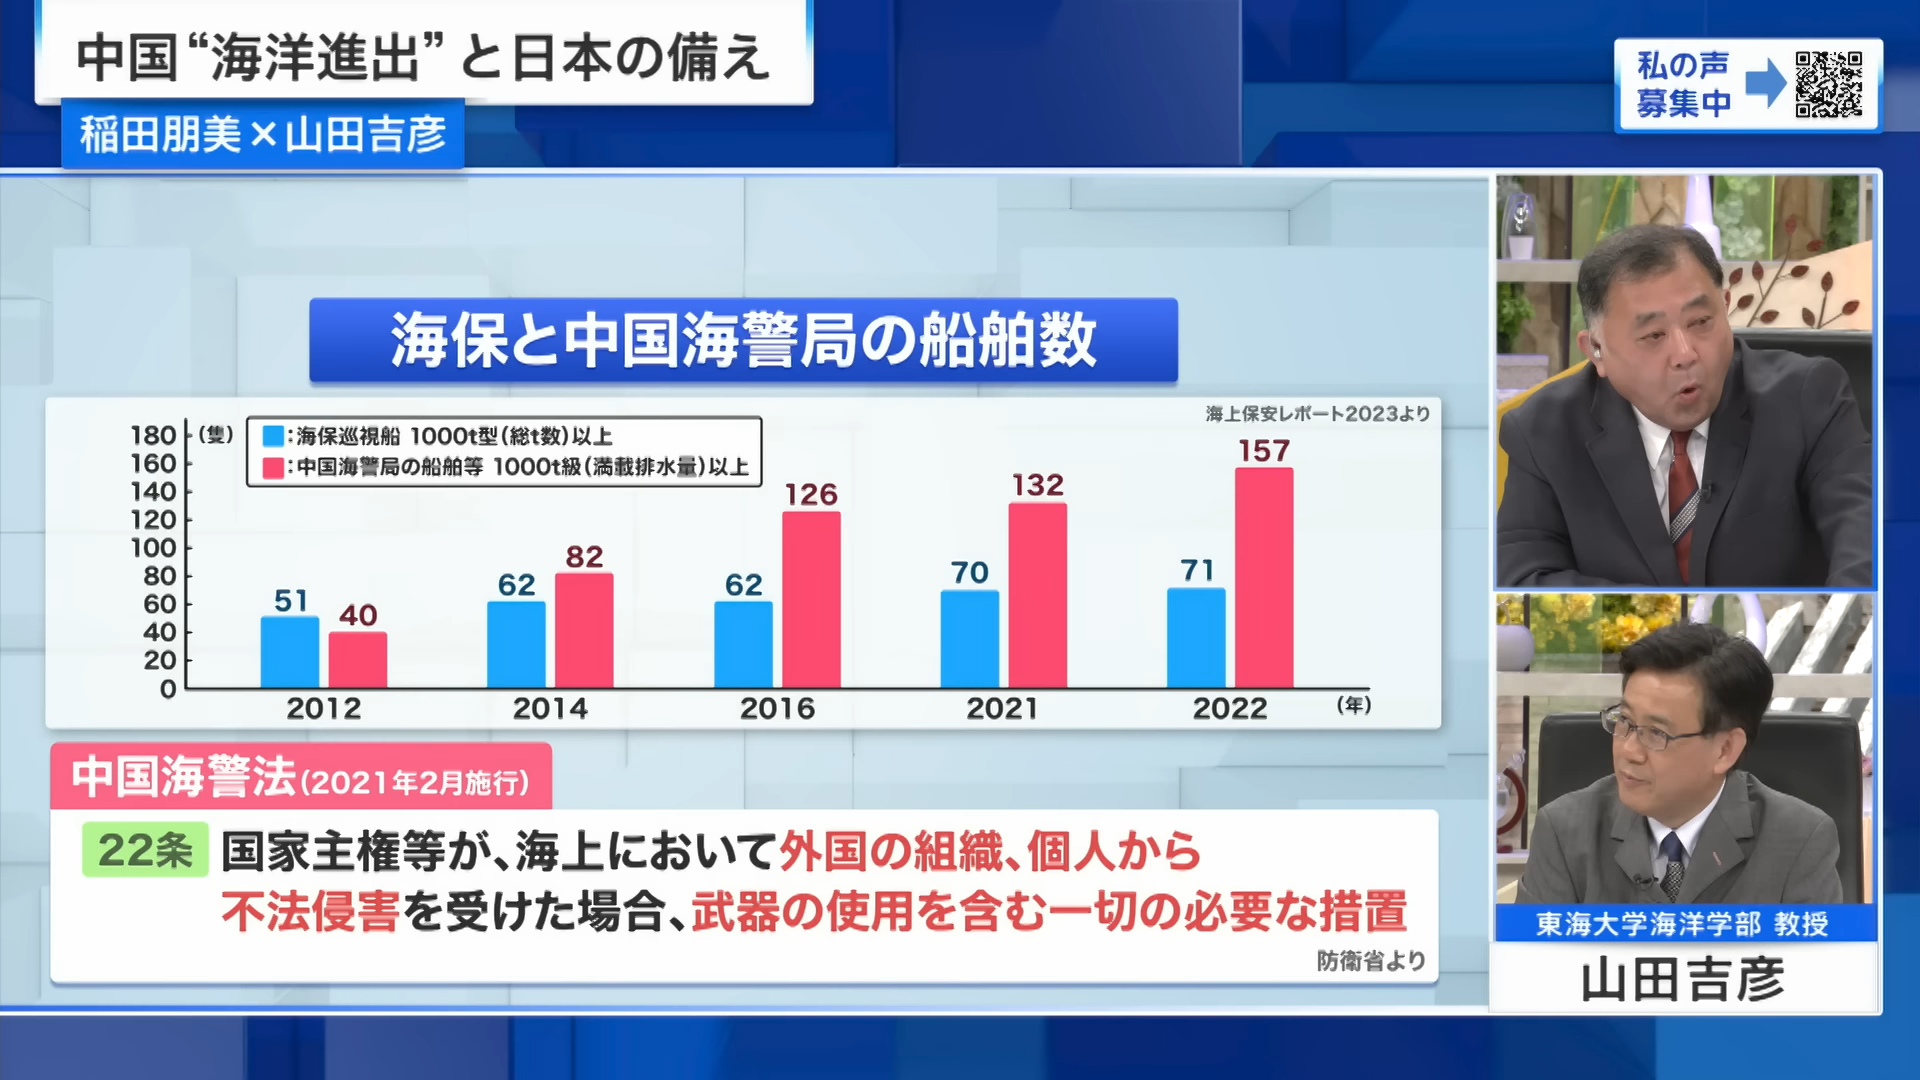 中国“海洋進出”と日本の備え
稲田朋美×山田吉彦
私の声
募集中
海保と中国海警局の船舶数
海上保安レポート2023より
(隻)
:海保巡視船 1000t型(総t数)以上
:中国海警局の船舶等 1000t級(満載排水量)以上
180
160
140
120
100
80
60
40
20
0
51
40
62
82
62
126
70
132
71
157
2012
2014
2016
2021
2022
(年)
中国海警法(2021年2月施行)
22条
国家主権等が、海上において外国の組織、個人から
不法侵害を受けた場合、武器の使用を含む一切の必要な措置
防衛省より
東海大学海洋学部 教授
山田吉彦